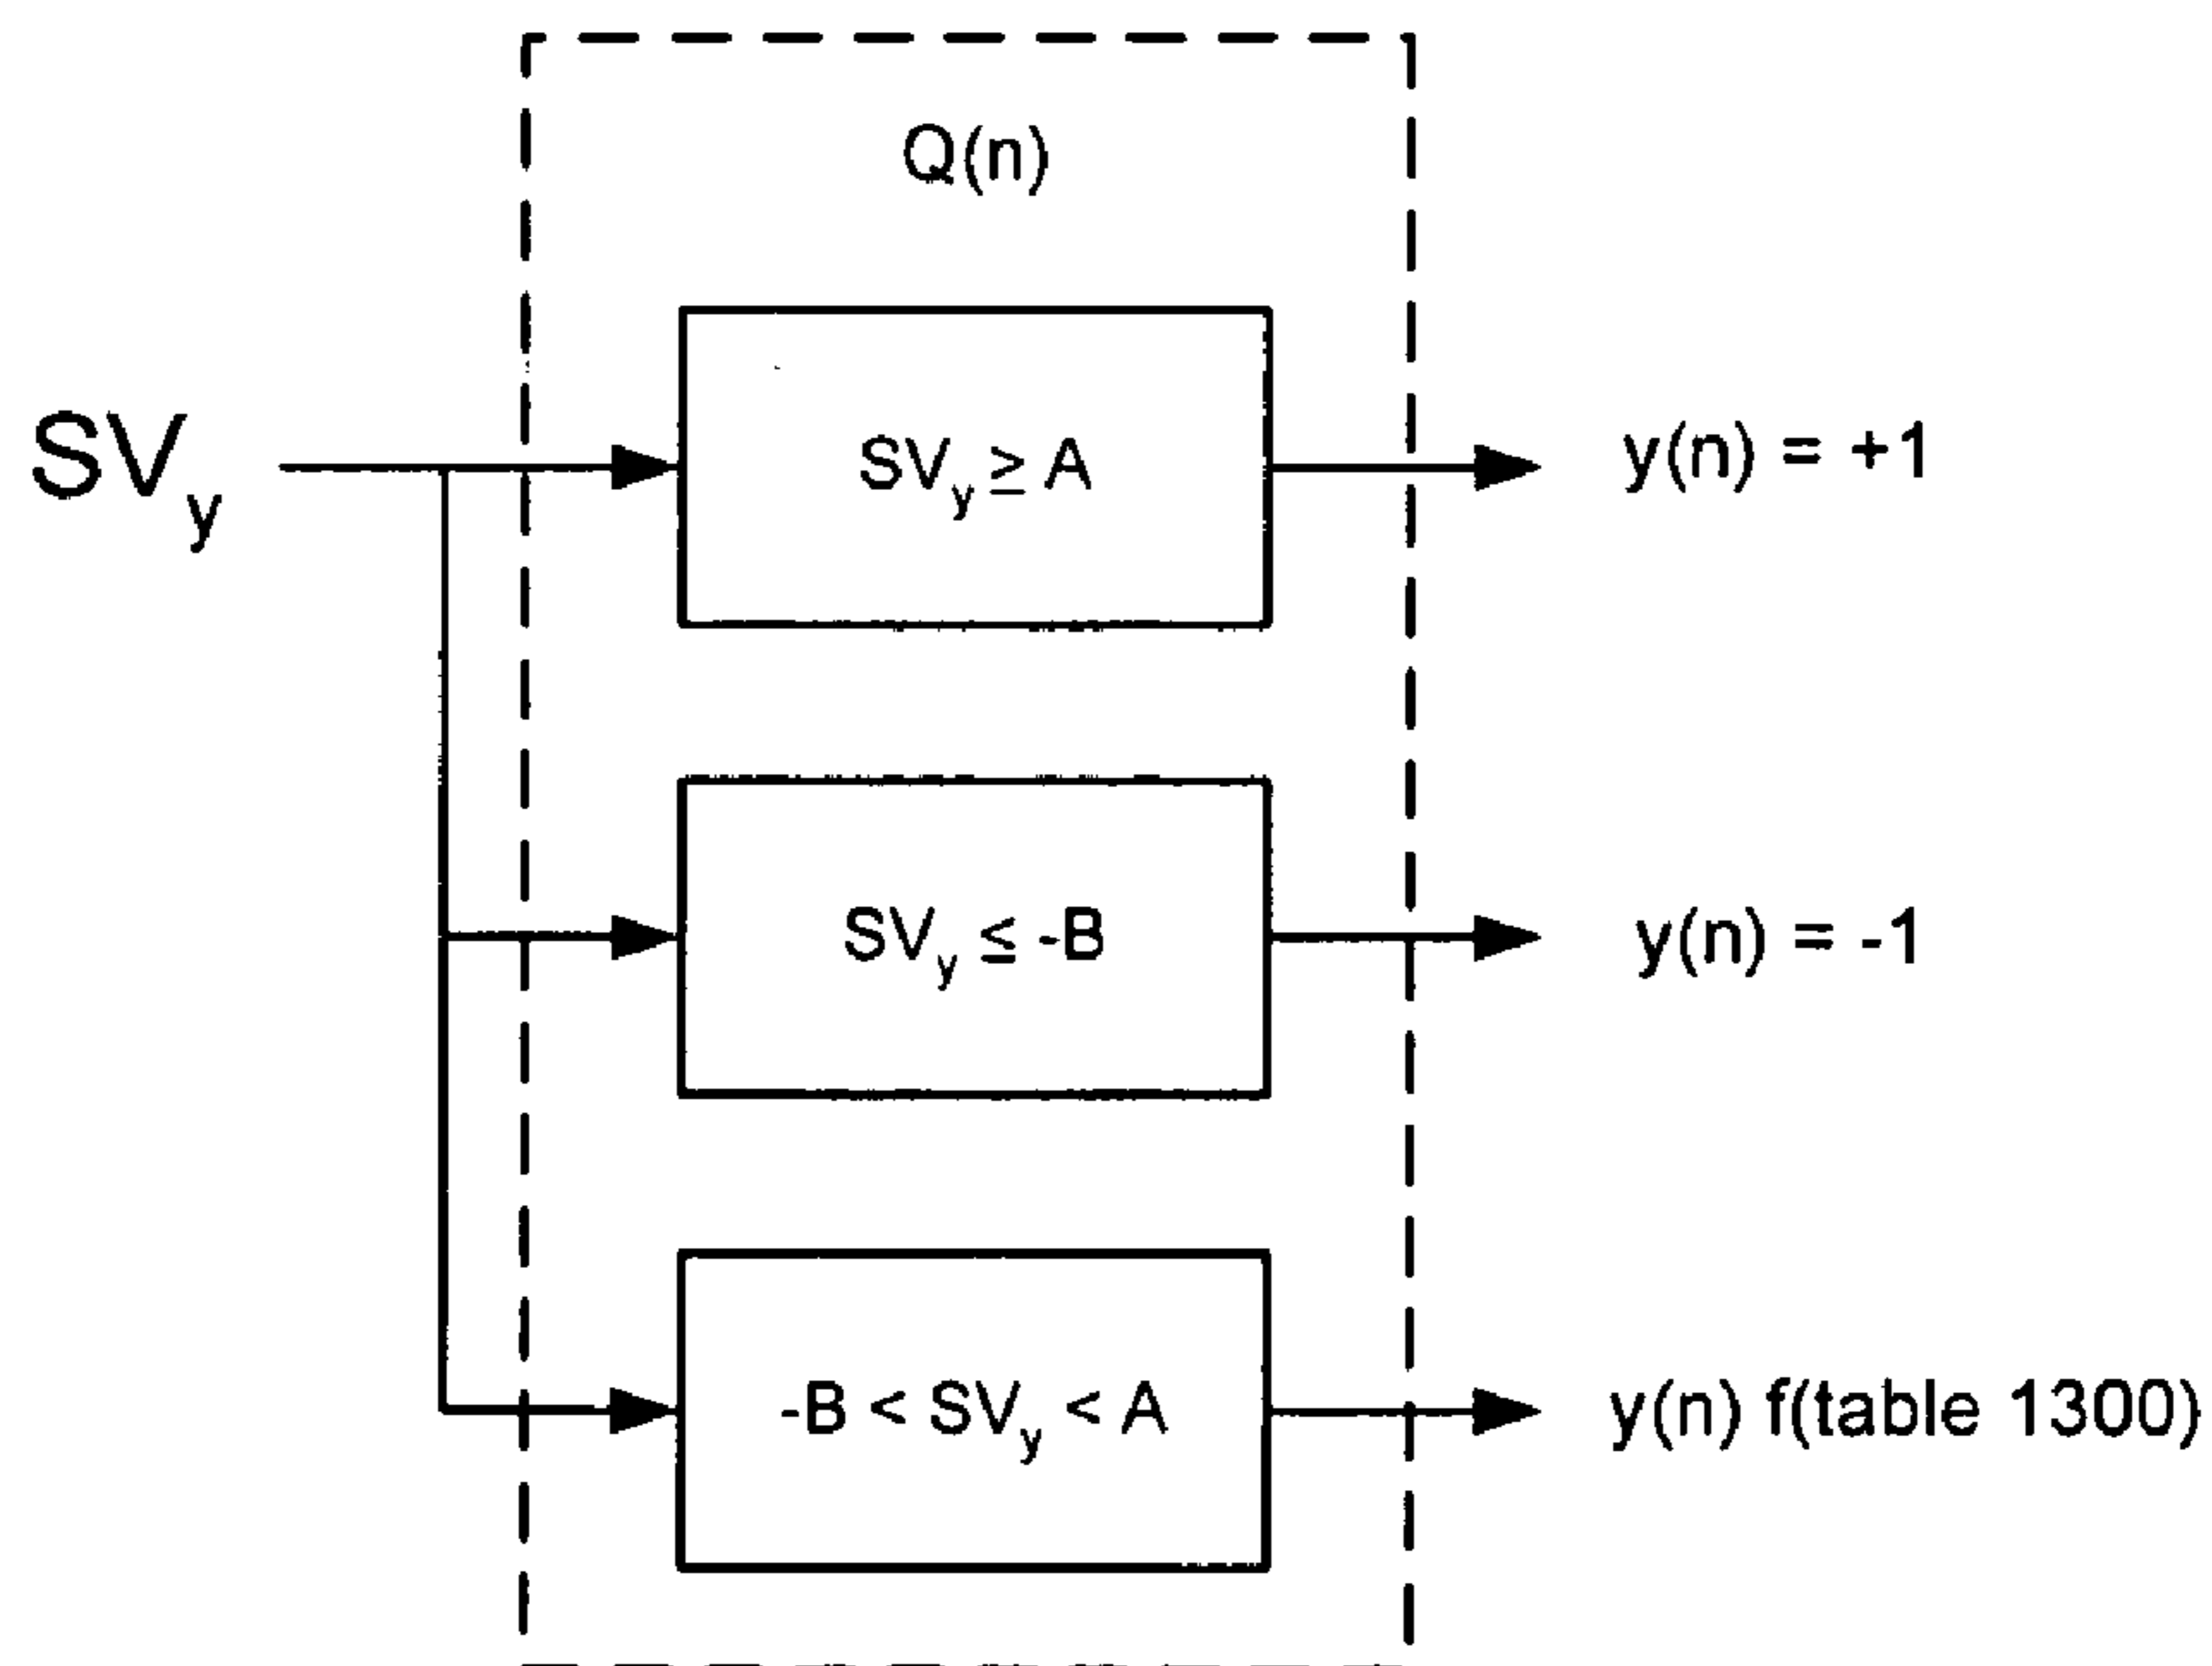 Q(n)
SVy
SVy ≥ A
y(n) = +1
SVy ≤ -B
y(n) = -1
-B < SVy < A
y(n) f(table 1300)